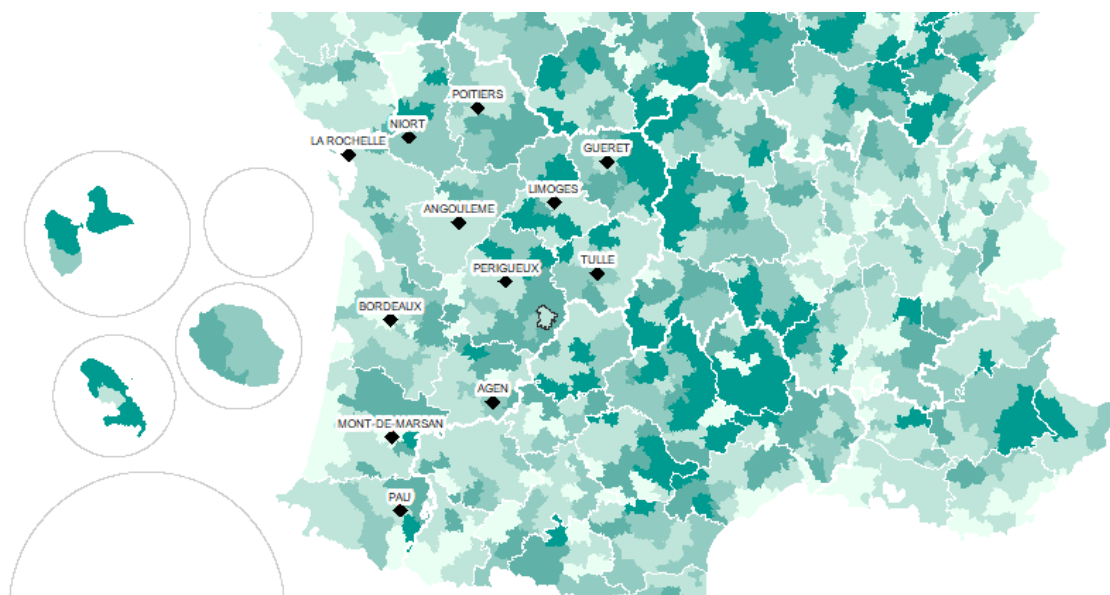 POITIERS
NIORT
LA ROCHELLE
GUERET
LIMOGES
ANGOULEME
PERIGUEUX
TULLE
BORDEAUX
AGEN
MONT-DE-MARSAN
PAU